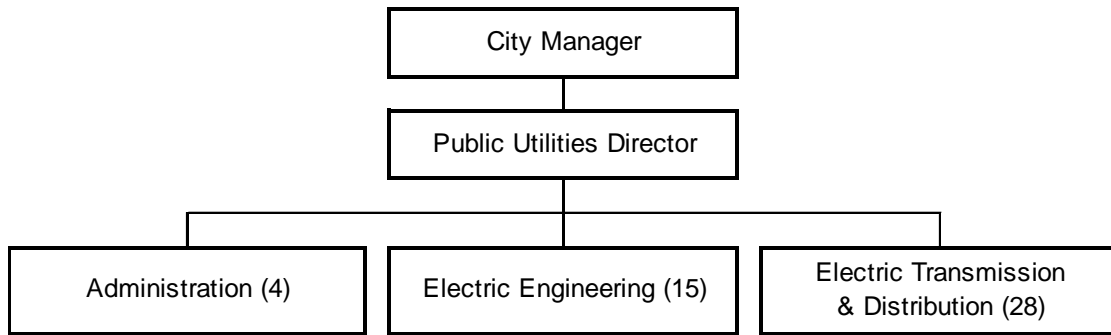 City Manager
Public Utilities Director
Administration (4)
Electric Engineering (15)
Electric Transmission
& Distribution (28)